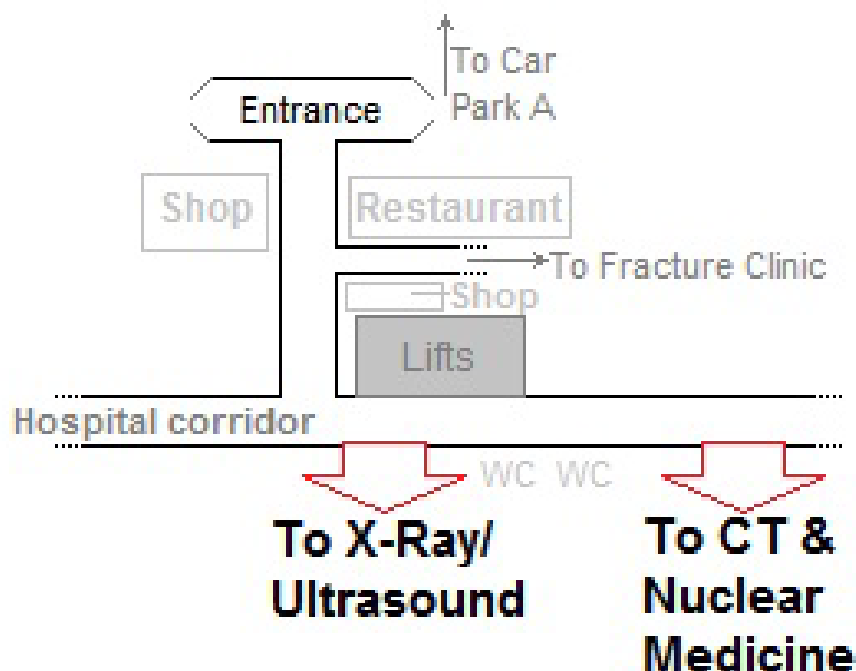 To Car
Park A
Entrance
Shop
Restaurant
To Fracture Clinic
Shop
Lifts
Hospital corridor
WC WC
To X-Ray/
Ultrasound
To CT &
Nuclear
Medicine